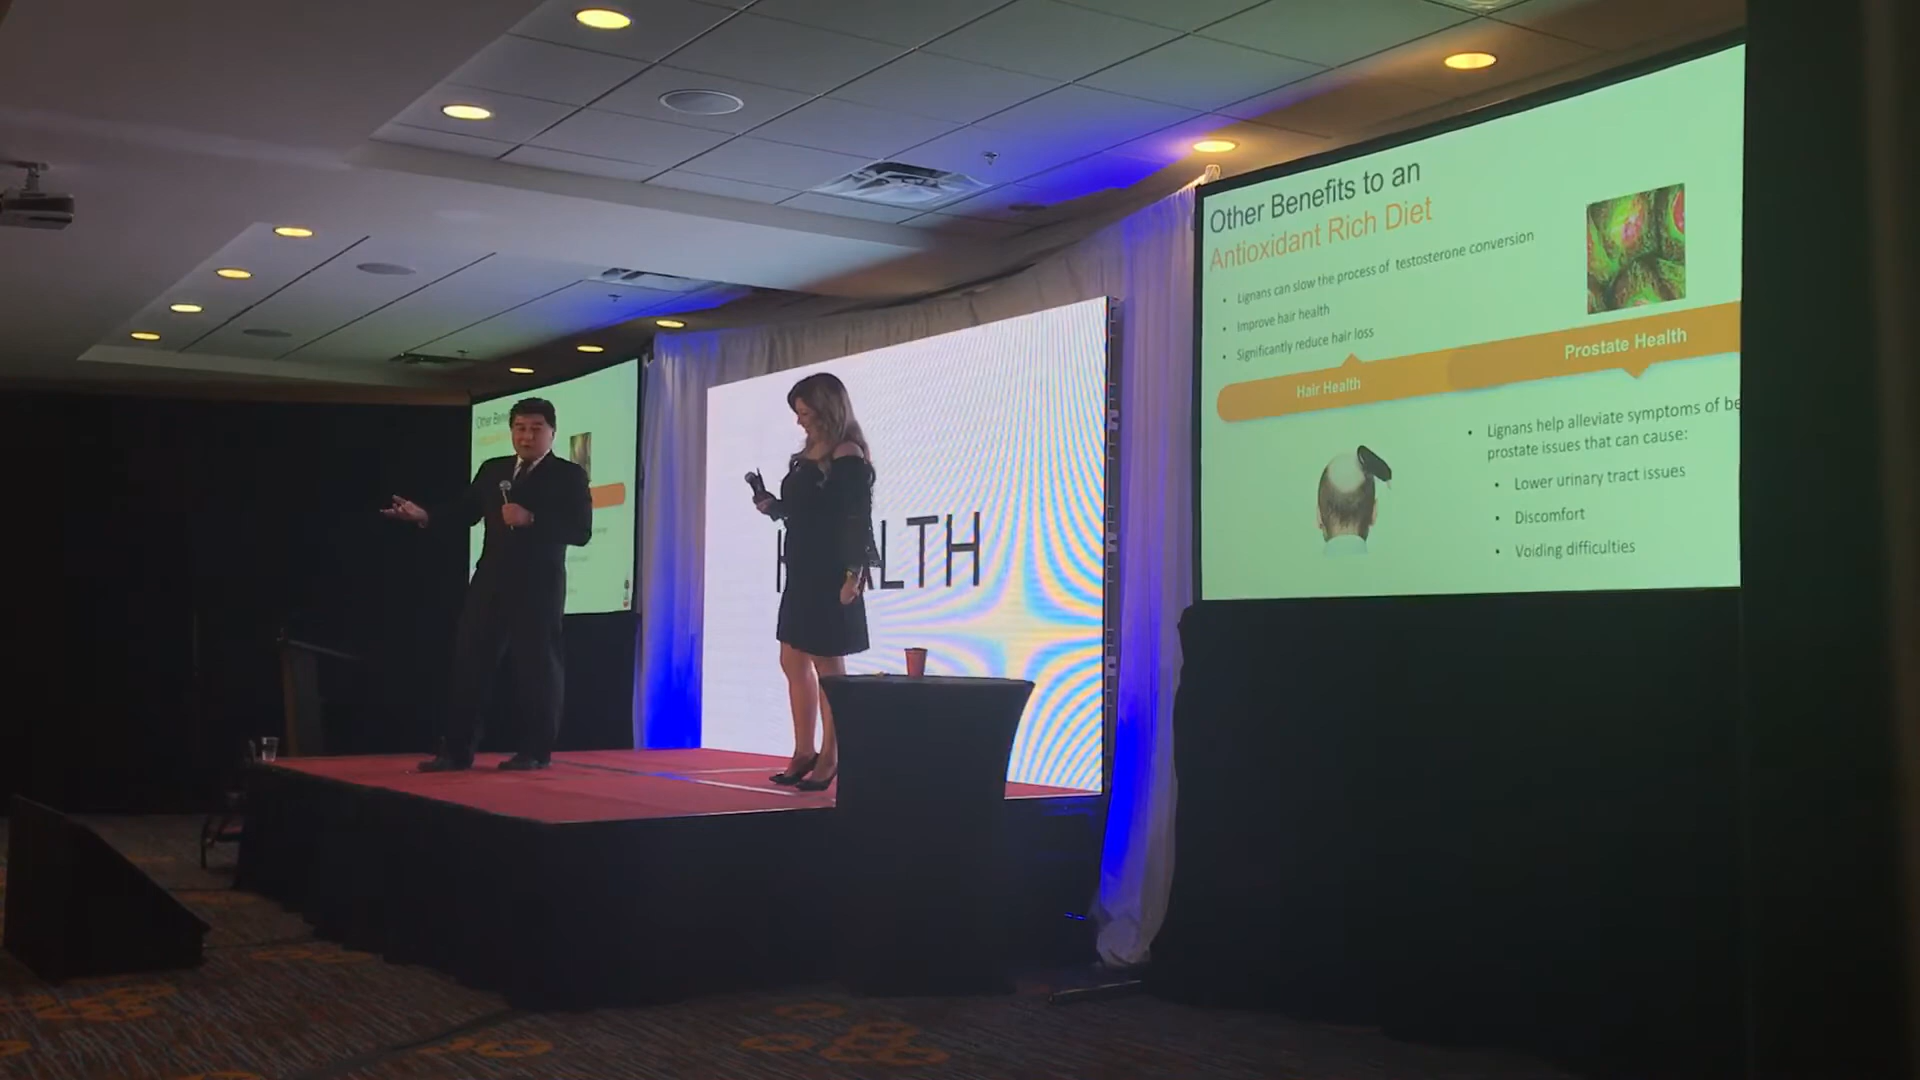 Other Benefits to an
Antioxidant Rich Diet
Lignans can slow the process of testosterone conversion
Improve hair health
Significantly reduce hair loss
Hair Health
Prostate Health
Lignans help alleviate symptoms of be
prostate issues that can cause:
Lower urinary tract issues
Discomfort
Voiding difficulties
LTH
Other